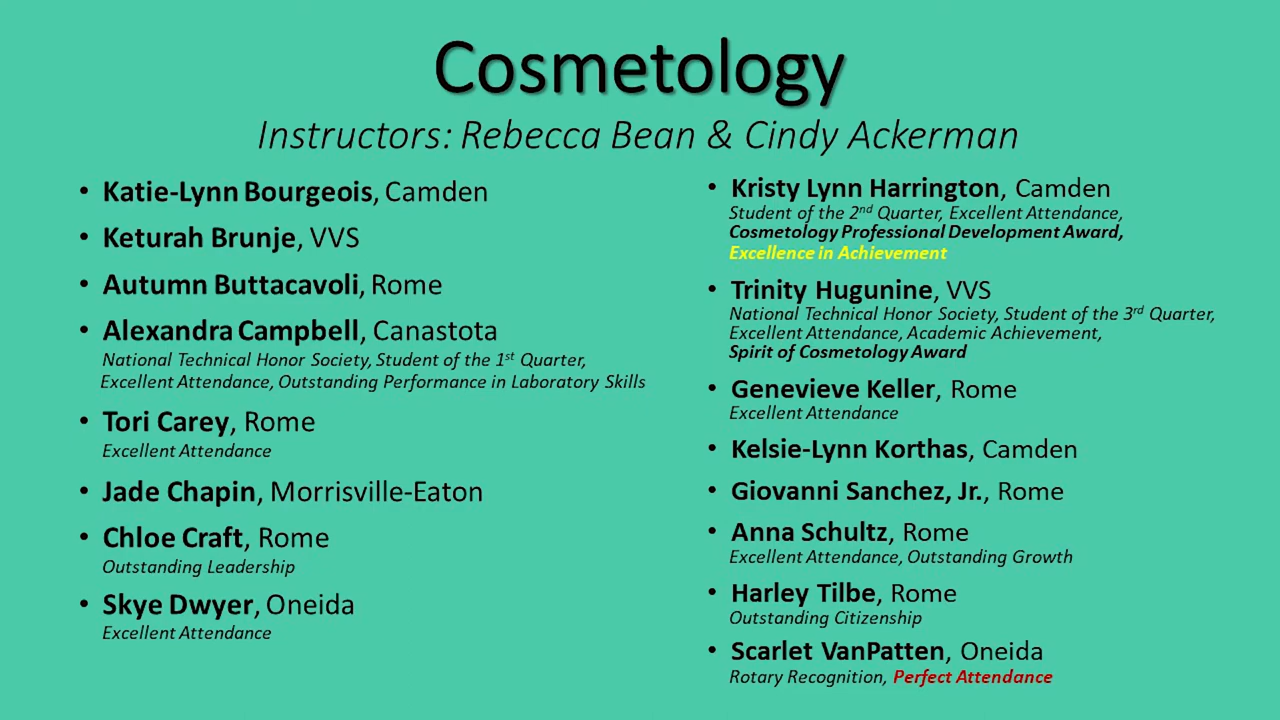 Cosmetology
Instructors: Rebecca Bean & Cindy Ackerman
• Katie-Lynn Bourgeois, Camden
• Keturah Brunje, VVS
• Autumn Buttacavoli, Rome
• Alexandra Campbell, Canastota
National Technical Honor Society, Student of the 1st Quarter,
Excellent Attendance, Outstanding Performance in Laboratory Skills
• Tori Carey, Rome
Excellent Attendance
• Jade Chapin, Morrisville-Eaton
• Chloe Craft, Rome
Outstanding Leadership
• Skye Dwyer, Oneida
Excellent Attendance
• Kristy Lynn Harrington, Camden
Student of the 2nd Quarter, Excellent Attendance,
Cosmetology Professional Development Award,
Excellence in Achievement
• Trinity Hugunine, VVS
National Technical Honor Society, Student of the 3rd Quarter,
Excellent Attendance, Academic Achievement,
Spirit of Cosmetology Award
• Genevieve Keller, Rome
Excellent Attendance
• Kelsie-Lynn Korthas, Camden
• Giovanni Sanchez, Jr., Rome
• Anna Schultz, Rome
Excellent Attendance, Outstanding Growth
• Harley Tilbe, Rome
Outstanding Citizenship
• Scarlet VanPatten, Oneida
Rotary Recognition, Perfect Attendance